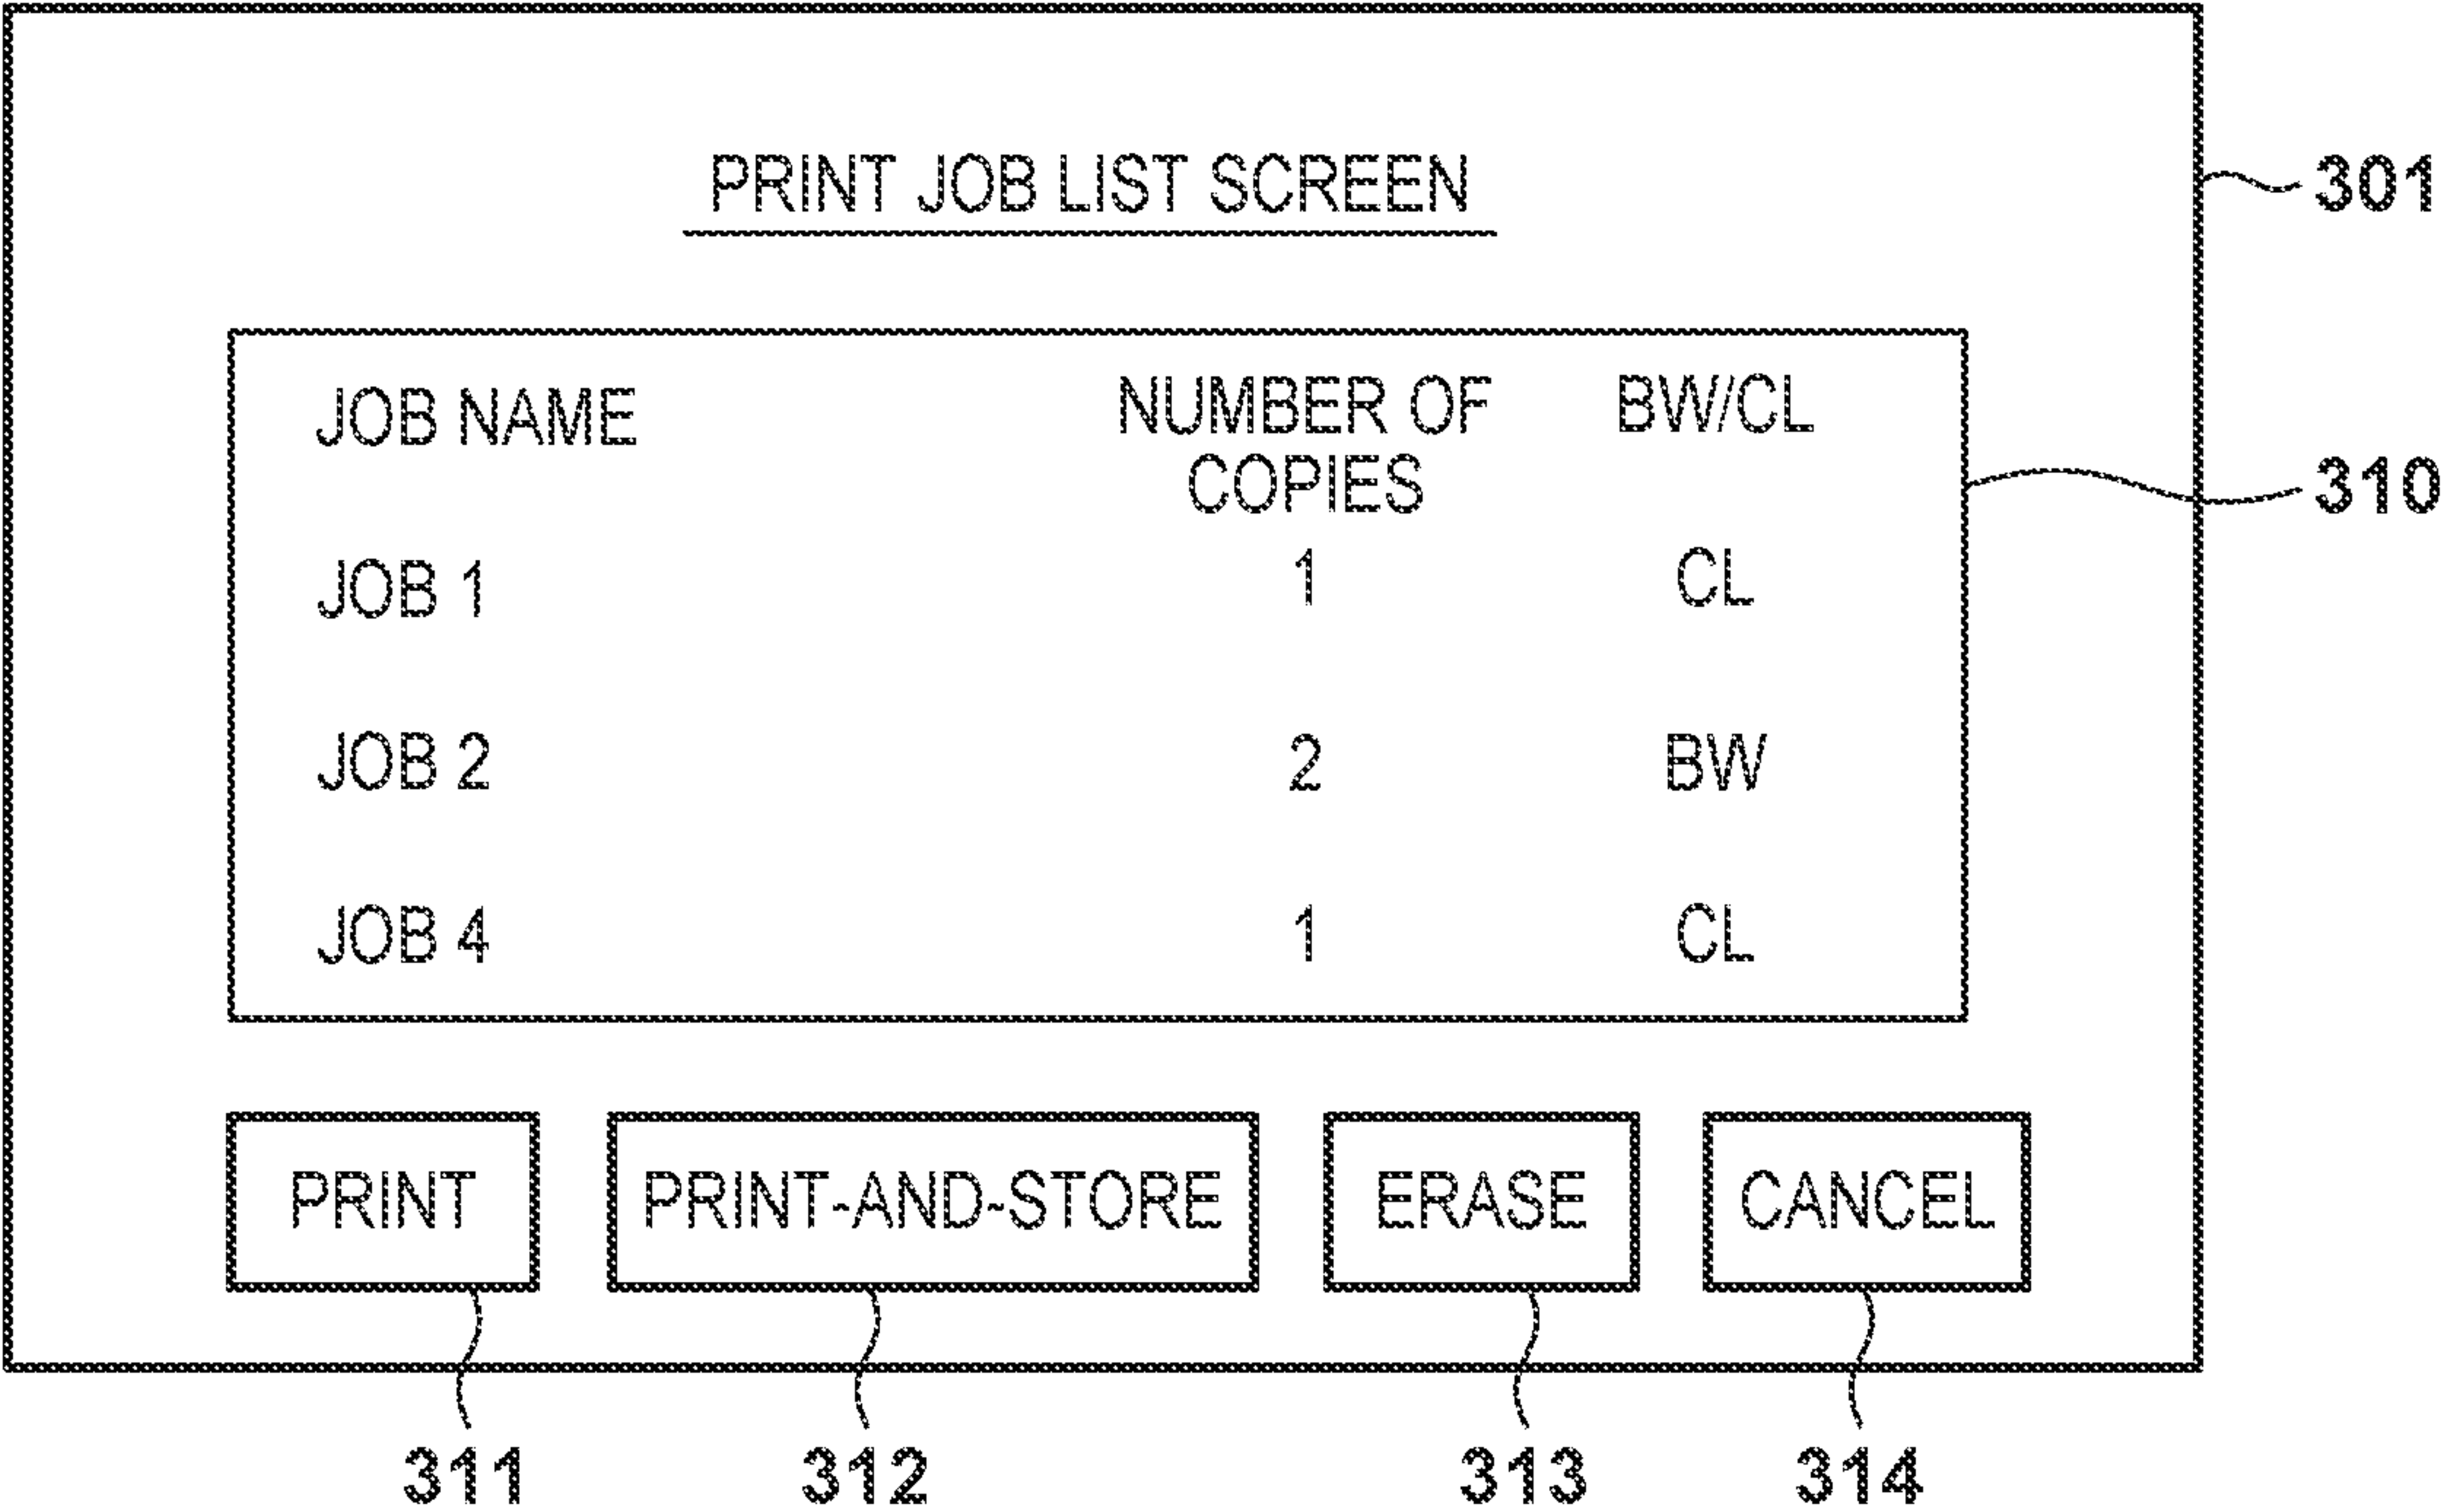 PRINT JOB LIST SCREEN
301
JOB NAME NUMBER OF COPIES BW/CL
310
JOB 1 1 CL
JOB 2 2 BW
JOB 4 1 CL
PRINT PRINT-AND-STORE ERASE CANCEL
311 312 313 314